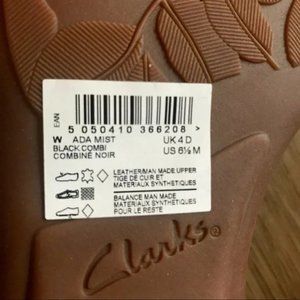 EAN
5 050410 366208 >
W ADA MIST UK 4 D
BLACK COMBI US 6½ M
COMBINÉ NOIR
LEATHER/MAN MADE UPPER
TIGE DE CUIR ET
MATERIAUX SYNTHETIQUES
BALANCE MAN MADE
MATERIAUX SYNTHETIQUES
POUR LE RESTE
Clarks®